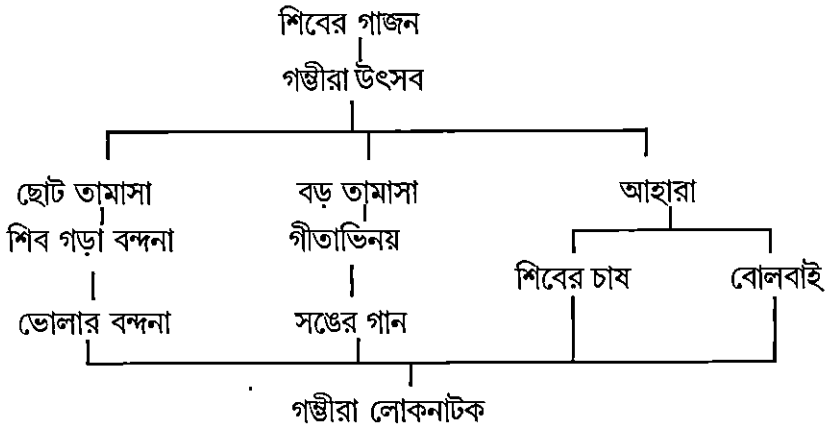 শিবের গাজন
গম্ভীরা উৎসব
ছোট তামাসা বড় তামাসা আহারা
শিব গড়া বন্দনা গীতাভিনয়
শিবের চাষ বোলবাই
ভোলার বন্দনা সঙের গান
গম্ভীরা লোকনাটক